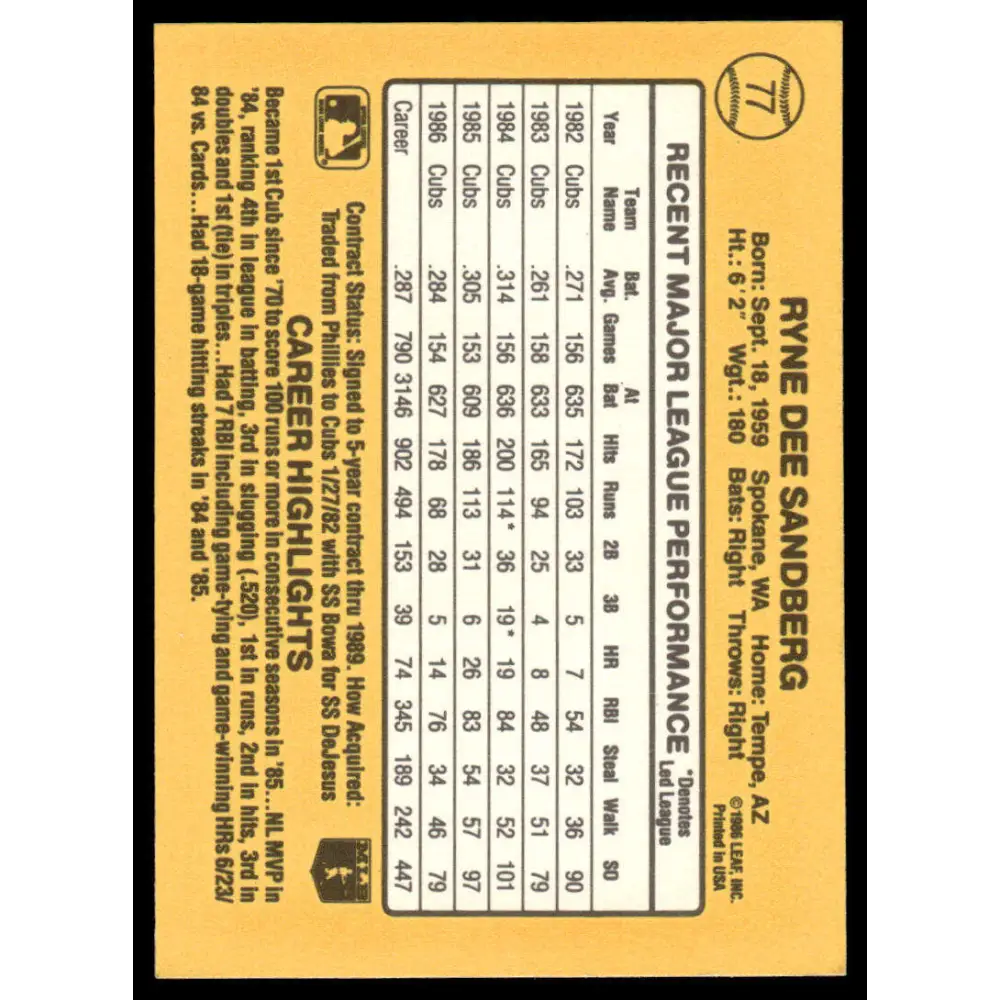 77
RYNE DEE SANDBERG
Born: Sept. 18, 1959 Spokane, WA Home: Tempe, AZ
Ht.: 6'2" Wgt.: 180 Bats: Right Throws: Right
©1986 LEAF, INC.
Printed in USA
RECENT MAJOR LEAGUE PERFORMANCE
*Denotes
Led League
Year Team Name Bat. Avg. Games At Bat Hits Runs 2B 3B HR RBI Steal Walk SO
1982 Cubs .271 156 635 172 103 33 5 7 54 32 36 90
1983 Cubs .261 158 633 165 94 25 4 8 48 37 51 79
1984 Cubs .314 156 636 200 114* 36 19* 19 84 32 52 101
1985 Cubs .305 153 609 186 113 31 6 26 83 54 57 97
1986 Cubs .284 154 627 178 68 28 5 14 76 34 46 79
Career .287 790 3146 902 494 153 39 74 345 189 242 447
Contract Status: Signed to 5-year contract thru 1989. How Acquired:
Traded from Phillies to Cubs 1/27/82 with SS Bowa for SS DeJesus
MLB
CAREER HIGHLIGHTS
Became 1st Cub since '70 to score 100 runs or more in consecutive seasons in '85...NL MVP in
'84, ranking 4th in league in batting, 3rd in slugging (.520), 1st in runs, 2nd in hits, 3rd in
doubles and 1st (tie) in triples...Had 7 RBI including game-tying and game-winning HRs 6/23/
84 vs. Cards...Had 18-game hitting streaks in '84 and '85.